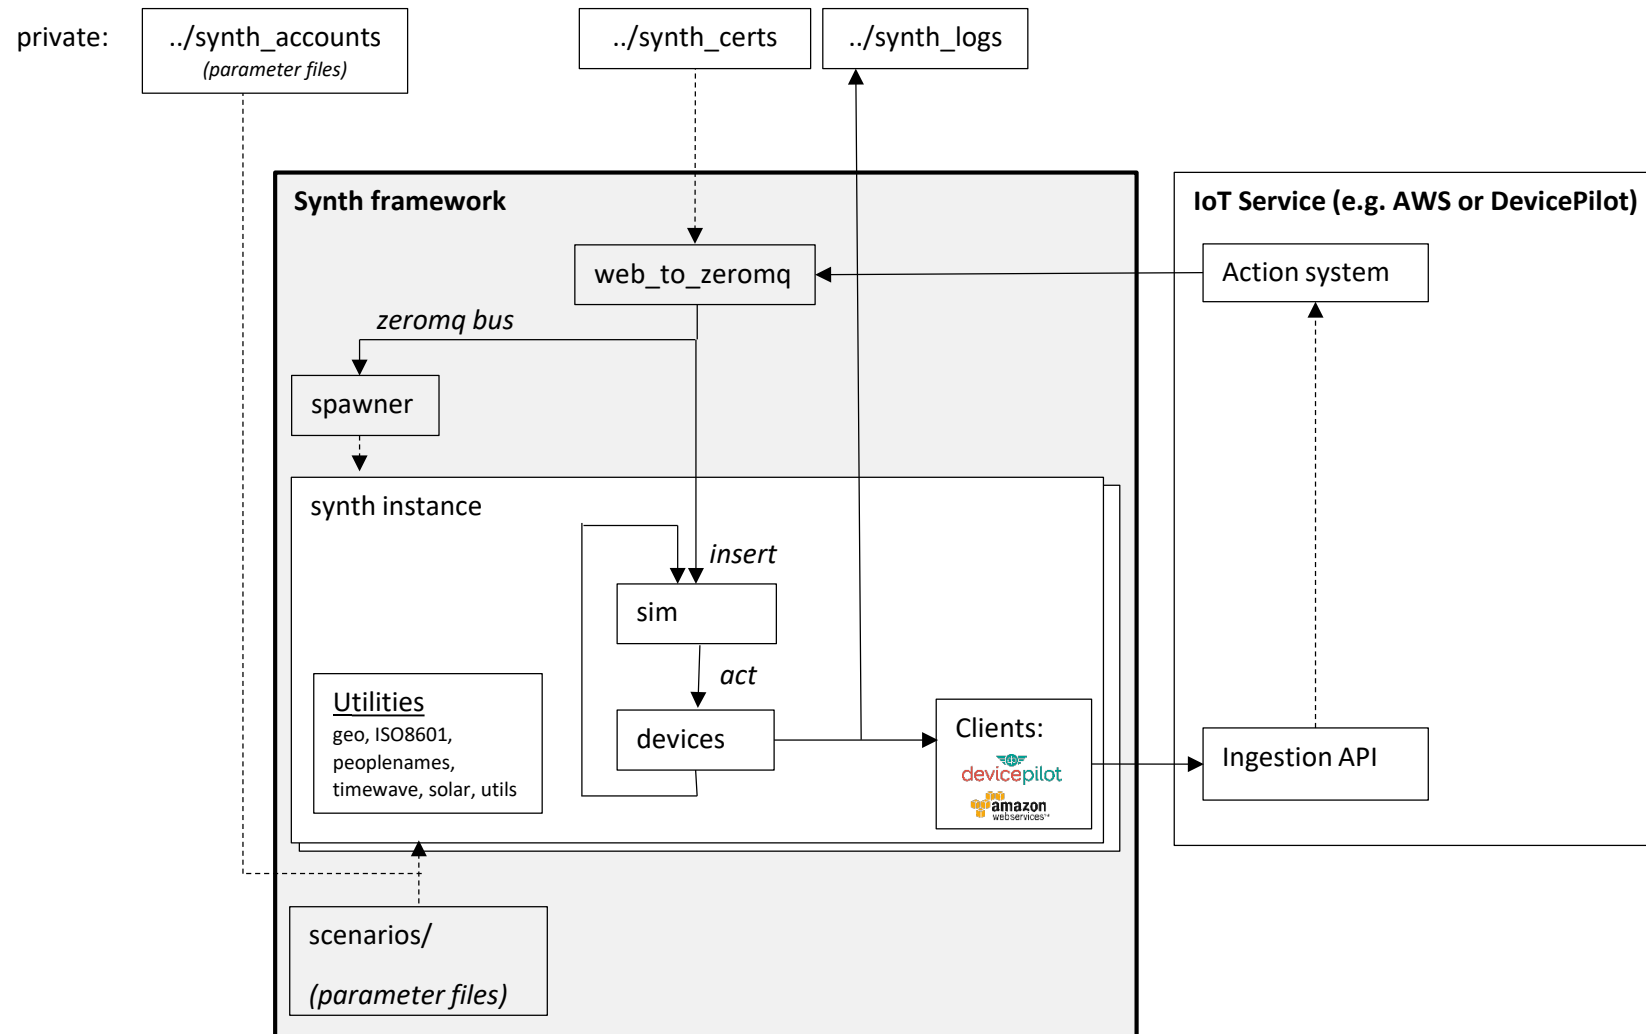 private:
../synth_accounts
(parameter files)
../synth_certs
../synth_logs
Synth framework
IoT Service (e.g. AWS or DevicePilot)
web_to_zeromq
Action system
zeromq bus
spawner
synth instance
insert
sim
act
Utilities
geo, ISO8601,
peoplenames,
timewave, solar, utils
devices
Clients:
devicepilot
amazon
webservices™
Ingestion API
scenarios/
(parameter files)